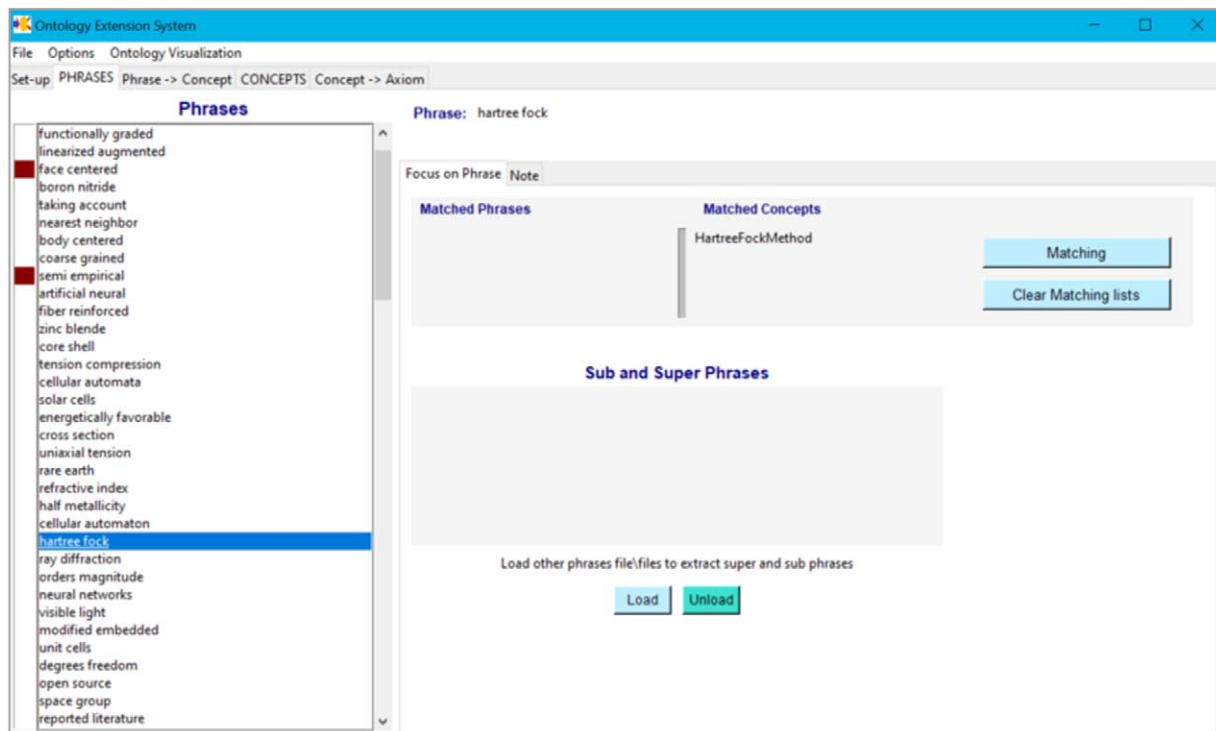 Ontology Extension System
File Options Ontology Visualization
Set-up PHRASES Phrase -> Concept CONCEPTS Concept -> Axiom
Phrases
functionally graded
linearized augmented
face centered
boron nitride
taking account
nearest neighbor
body centered
coarse grained
semi empirical
artificial neural
fiber reinforced
zinc blende
core shell
tension compression
cellular automata
solar cells
energetically favorable
cross section
uniaxial tension
rare earth
refractive index
half metallicity
cellular automaton
hartree fock
ray diffraction
orders magnitude
neural networks
visible light
modified embedded
unit cells
degrees freedom
open source
space group
reported literature
Phrase: hartree fock
Focus on Phrase Note
Matched Phrases Matched Concepts
HartreeFockMethod
Matching
Clear Matching lists
Sub and Super Phrases
Load other phrases file\files to extract super and sub phrases
Load Unload